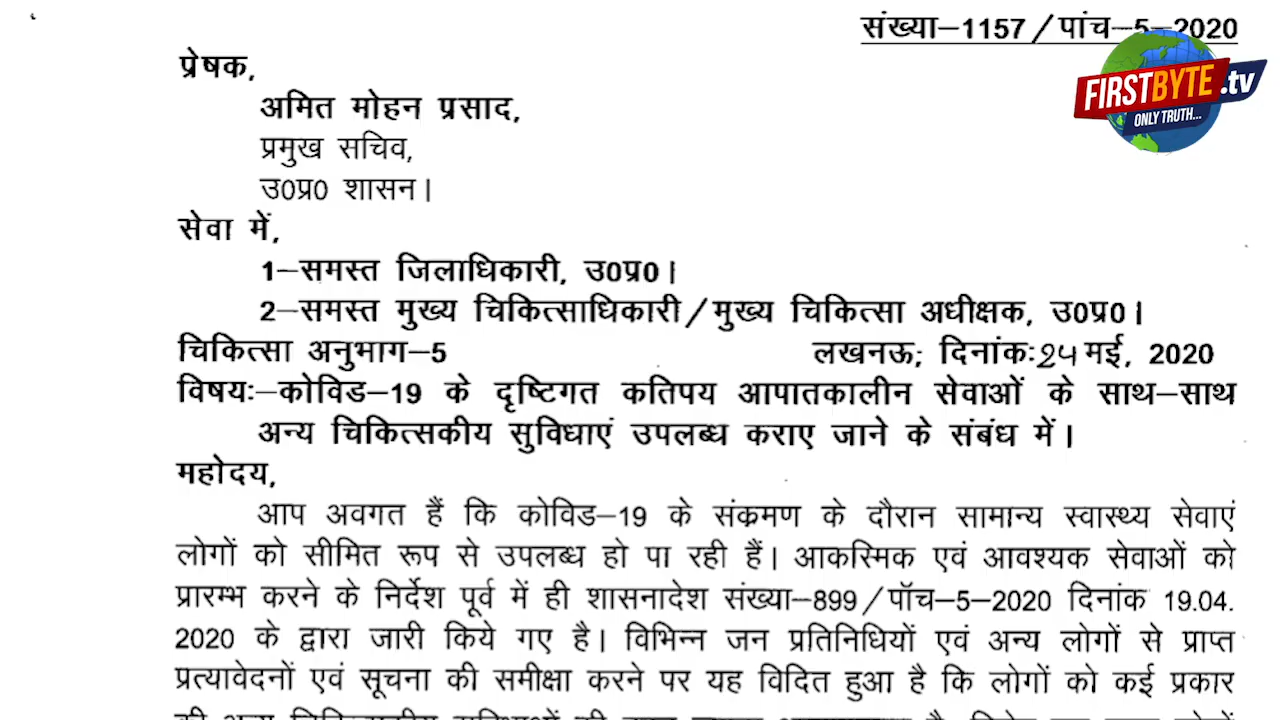 संख्या–1157/पांच–5–2020
FIRSTBYTE.tv
ONLY TRUTH...
प्रेषक,
अमित मोहन प्रसाद,
प्रमुख सचिव,
उ0प्र0 शासन।
सेवा में,
1–समस्त जिलाधिकारी, उ0प्र0।
2–समस्त मुख्य चिकित्साधिकारी/मुख्य चिकित्सा अधीक्षक, उ0प्र0।
चिकित्सा अनुभाग–5 लखनऊ; दिनांकः24 मई, 2020
विषयः–कोविड–19 के दृष्टिगत कतिपय आपातकालीन सेवाओं के साथ–साथ
अन्य चिकित्सकीय सुविधाएं उपलब्ध कराए जाने के संबंध में।
महोदय,
आप अवगत हैं कि कोविड–19 के संक्रमण के दौरान सामान्य स्वास्थ्य सेवाएं
लोगों को सीमित रूप से उपलब्ध हो पा रही हैं। आकस्मिक एवं आवश्यक सेवाओं को
प्रारम्भ करने के निर्देश पूर्व में ही शासनादेश संख्या–899/पॉच–5–2020 दिनांक 19.04.
2020 के द्वारा जारी किये गए है। विभिन्न जन प्रतिनिधियों एवं अन्य लोगों से प्राप्त
प्रत्यावेदनों एवं सूचना की समीक्षा करने पर यह विदित हुआ है कि लोगों को कई प्रकार